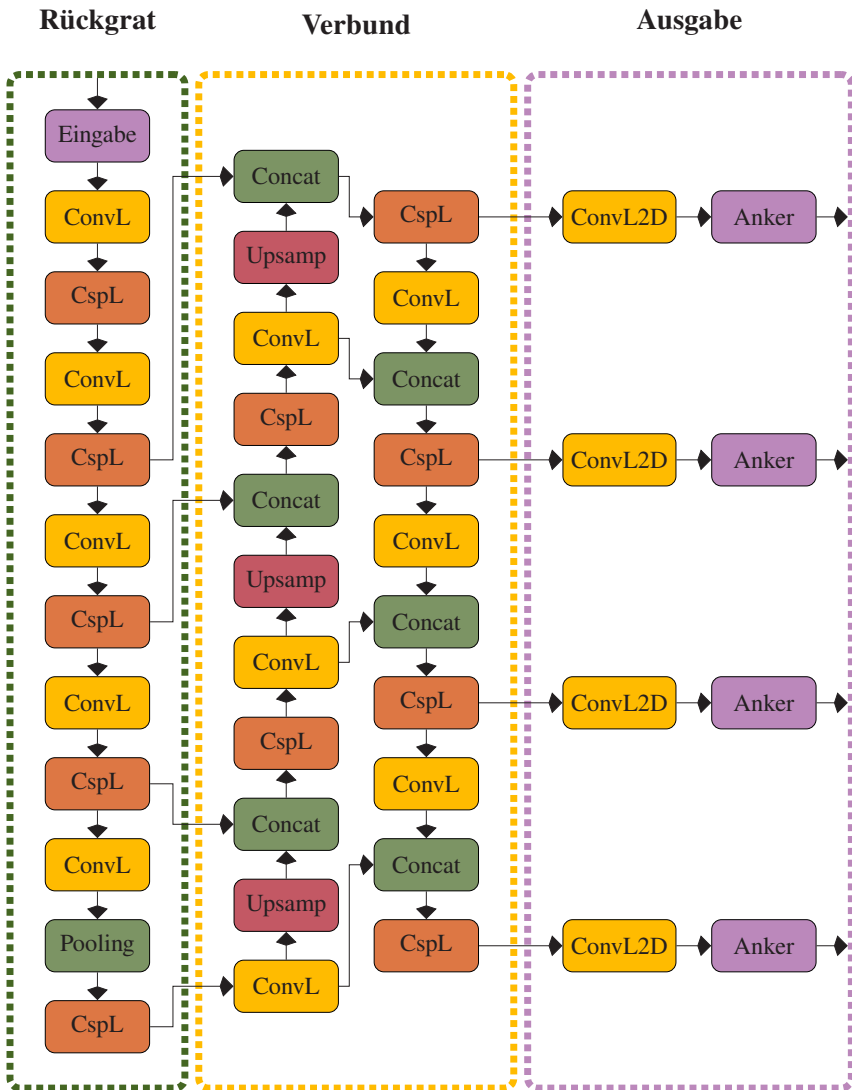 Rückgrat
Verbund
Ausgabe
Eingabe
ConvL
CspL
ConvL
CspL
ConvL
CspL
ConvL
CspL
ConvL
Pooling
CspL
Concat
Upsamp
ConvL
CspL
Concat
Upsamp
ConvL
CspL
Concat
Upsamp
ConvL
CspL
ConvL
Concat
CspL
ConvL
Concat
CspL
ConvL
Concat
CspL
ConvL2D
Anker
ConvL2D
Anker
ConvL2D
Anker
ConvL2D
Anker